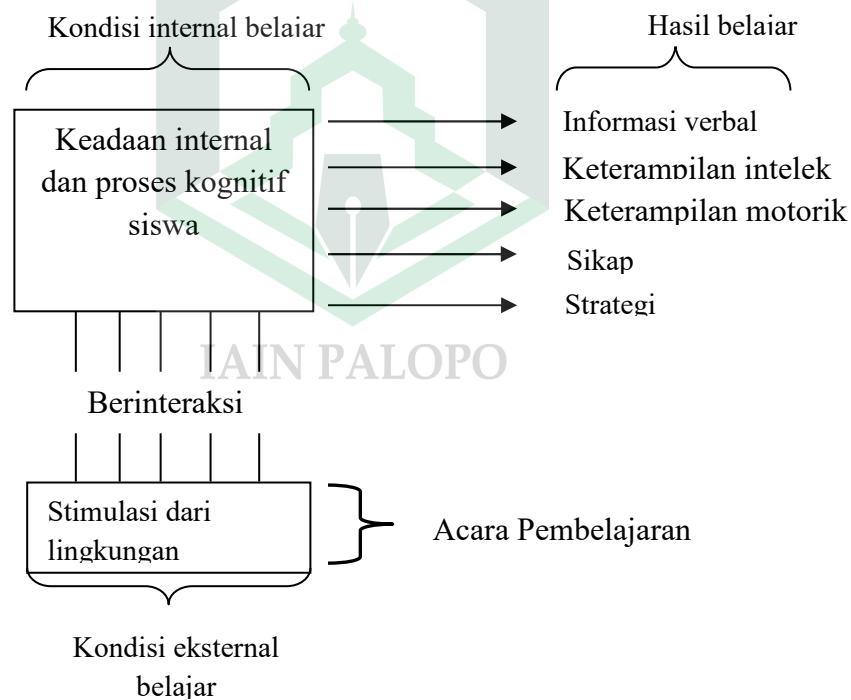 Kondisi internal belajar
Hasil belajar
Keadaan internal
dan proses kognitif
siswa
Informasi verbal
Keterampilan intelek
Keterampilan motorik
Sikap
Strategi
IAIN PALOPO
Berinteraksi
Stimulasi dari
lingkungan
Acara Pembelajaran
Kondisi eksternal
belajar